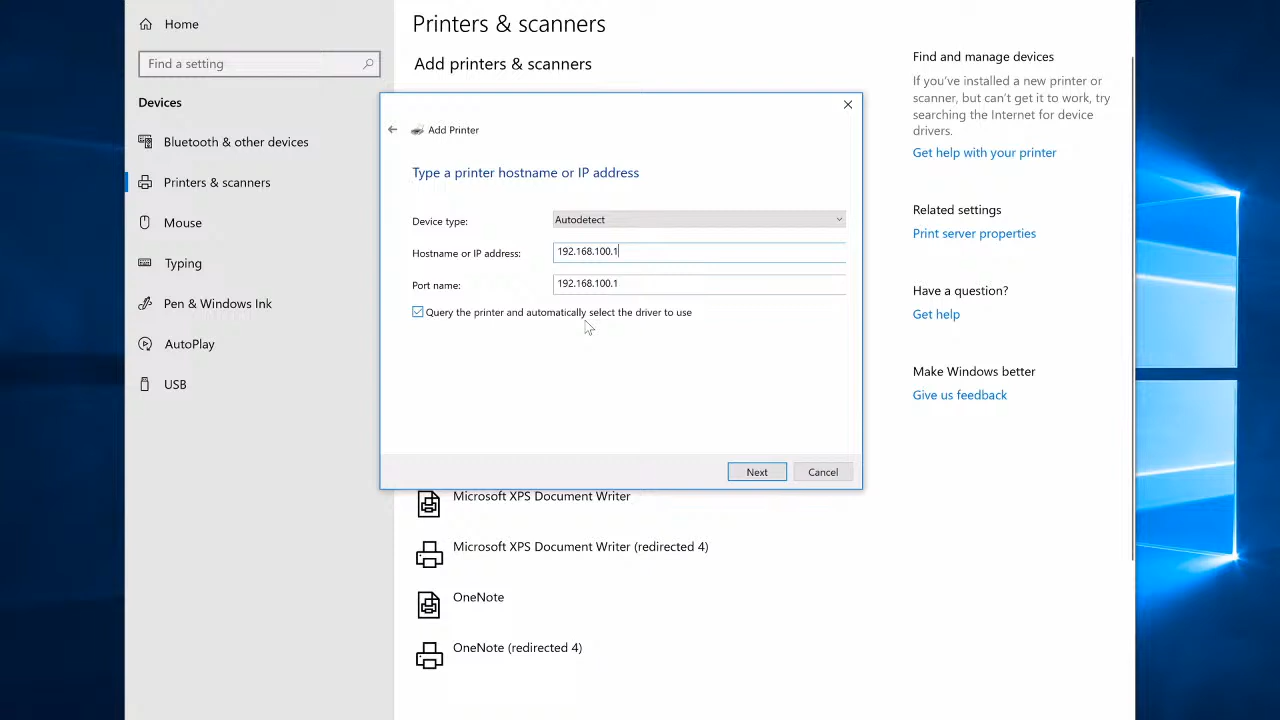 Home
Find a setting
Devices
Bluetooth & other devices
Printers & scanners
Mouse
Typing
Pen & Windows Ink
AutoPlay
USB
Printers & scanners
Add printers & scanners
Add Printer
Type a printer hostname or IP address
Device type:
Autodetect
Hostname or IP address:
192.168.100.1
Port name:
192.168.100.1
Query the printer and automatically select the driver to use
Next
Cancel
Microsoft XPS Document Writer
Microsoft XPS Document Writer (redirected 4)
OneNote
OneNote (redirected 4)
Find and manage devices
If you've installed a new printer or
scanner, but can't get it to work, try
searching the Internet for device
drivers.
Get help with your printer
Related settings
Print server properties
Have a question?
Get help
Make Windows better
Give us feedback